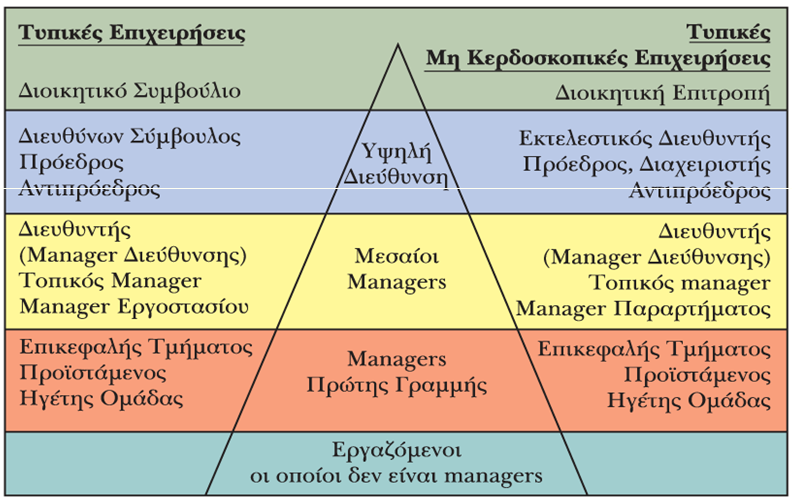 Τυπικές Επιχειρήσεις
Διοικητικό Συμβούλιο
Τυπικές
Μη Κερδοσκοπικές Επιχειρήσεις
Διοικητική Επιτροπή
Διευθύνων Σύμβουλος
Πρόεδρος
Αντιπρόεδρος
Υψηλή
Διεύθυνση
Εκτελεστικός Διευθυντής
Πρόεδρος, Διαχειριστής
Αντιπρόεδρος
Διευθυντής
(Manager Διεύθυνσης)
Τοπικός Manager
Manager Εργοστασίου
Μεσαίοι
Managers
Διευθυντής
(Manager Διεύθυνσης)
Τοπικός manager
Manager Παραρτήματος
Επικεφαλής Τμήματος
Προϊστάμενος
Ηγέτης Ομάδας
Managers
Πρώτης Γραμμής
Επικεφαλής Τμήματος
Προϊστάμενος
Ηγέτης Ομάδας
Εργαζόμενοι
οι οποίοι δεν είναι managers